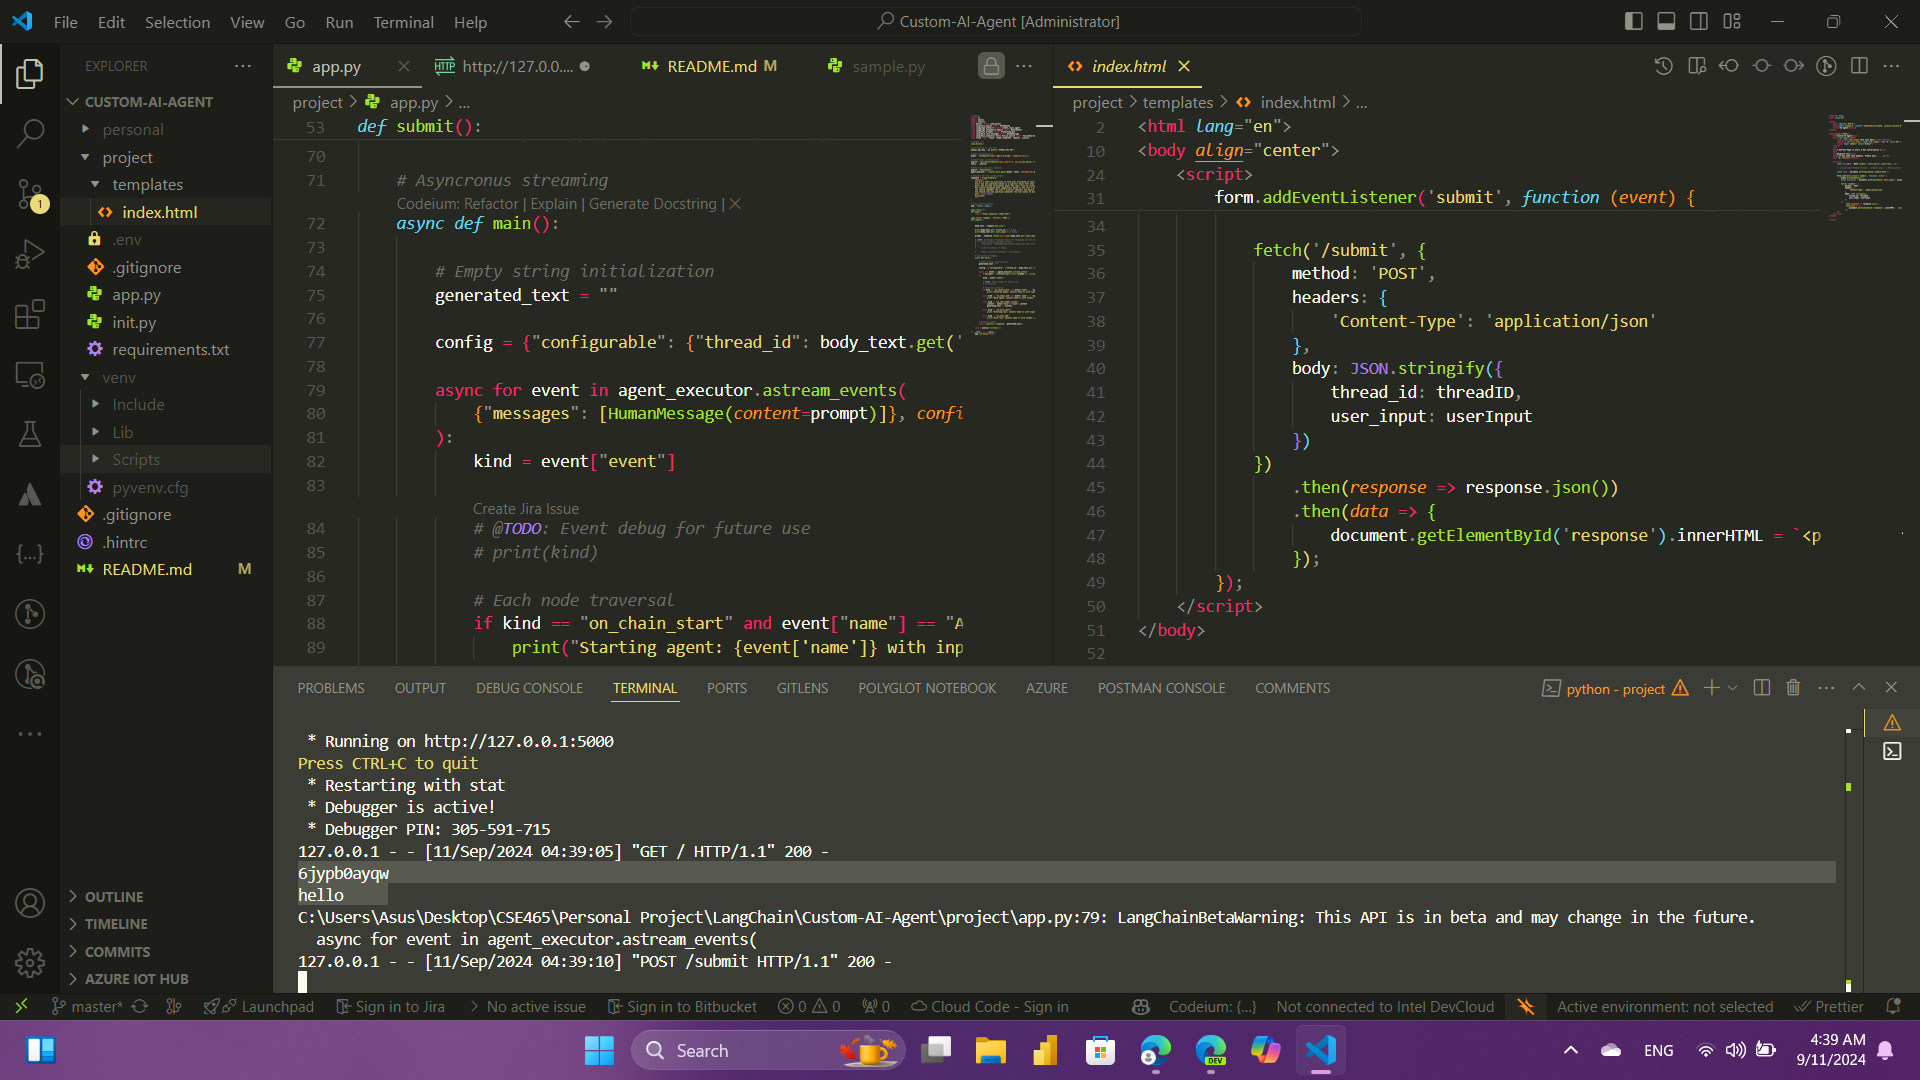 File Edit Selection View Go Run Terminal Help
Custom-AI-Agent [Administrator]
EXPLORER
CUSTOM-AI-AGENT
personal
project
templates
index.html
.env
.gitignore
app.py
init.py
requirements.txt
venv
Include
Lib
Scripts
pyvenv.cfg
.gitignore
.hintrc
README.md M
OUTLINE
TIMELINE
COMMITS
AZURE IOT HUB
1
app.py
HTTP http://127.0.0....
README.md M
sample.py
project > app.py > ...
53 def submit():
70
71 # Asyncronus streaming
Codeium: Refactor | Explain | Generate Docstring |
72 async def main():
73
74 # Empty string initialization
75 generated_text = ""
76
77 config = {"configurable": {"thread_id": body_text.get('
78
79 async for event in agent_executor.astream_events(
80 {"messages": [HumanMessage(content=prompt)]}, confi
81 ):
82 kind = event["event"]
83
Create Jira Issue
84 # @TODO: Event debug for future use
85 # print(kind)
86
87 # Each node traversal
88 if kind == "on_chain_start" and event["name"] == "A
89 print("Starting agent: {event['name']} with inp
index.html
project > templates > index.html > ...
2 <html lang="en">
10 <body align="center">
24 <script>
31 form.addEventListener('submit', function (event) {
34
35 fetch('/submit', {
36 method: 'POST',
37 headers: {
38 'Content-Type': 'application/json'
39 },
40 body: JSON.stringify({
41 thread_id: threadID,
42 user_input: userInput
43 })
44 })
45 .then(response => response.json())
46 .then(data => {
47 document.getElementById('response').innerHTML = `<p
48 });
49 });
50 </script>
51 </body>
52
PROBLEMS OUTPUT DEBUG CONSOLE TERMINAL PORTS GITLENS POLYGLOT NOTEBOOK AZURE POSTMAN CONSOLE COMMENTS
python - project
* Running on http://127.0.0.1:5000
Press CTRL+C to quit
* Restarting with stat
* Debugger is active!
* Debugger PIN: 305-591-715
127.0.0.1 - - [11/Sep/2024 04:39:05] "GET / HTTP/1.1" 200 -
6jypb0ayqw
hello
C:\Users\Asus\Desktop\CSE465\Personal Project\LangChain\Custom-AI-Agent\project\app.py:79: LangChainBetaWarning: This API is in beta and may change in the future.
async for event in agent_executor.astream_events(
127.0.0.1 - - [11/Sep/2024 04:39:10] "POST /submit HTTP/1.1" 200 -
master* Launchpad Sign in to Jira No active issue Sign in to Bitbucket 0 0 0 Cloud Code - Sign in Codeium: {...} Not connected to Intel DevCloud Active environment: not selected Prettier
Search
DEV
ENG
4:39 AM
9/11/2024